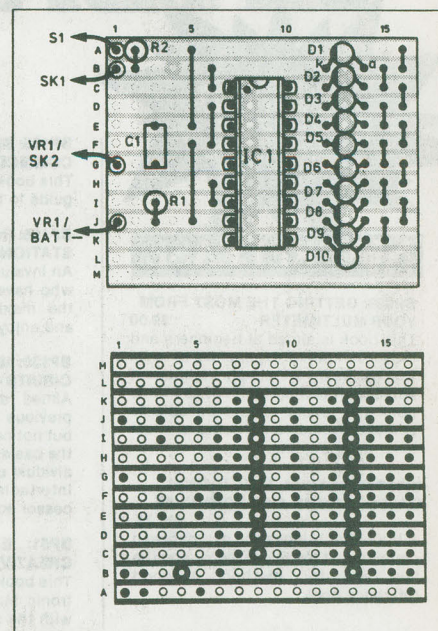 1 5 10 15
S1
A
R2
D1
K a
B
SK1
D2
C
D3
D
E
C1
D4
F
D5
VR1/
SK2
G
IC1
D6
H
D7
I
R1
D8
VR1/
BATT-
K
D9
L
D10
M
1 5 10 15
M
L
K
J
I
H
G
F
E
D
C
A